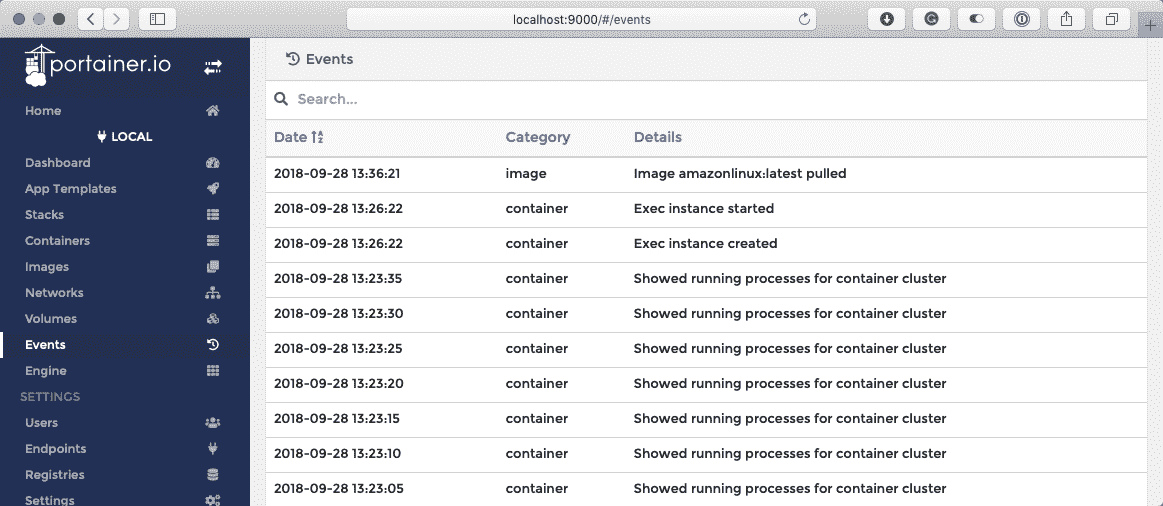 localhost:9000/#/events
portainer.io
Home
LOCAL
Dashboard
App Templates
Stacks
Containers
Images
Networks
Volumes
Events
Engine
SETTINGS
Users
Endpoints
Registries
Settings
Events
Search...
Date Category Details
2018-09-28 13:36:21 image Image amazonlinux:latest pulled
2018-09-28 13:26:22 container Exec instance started
2018-09-28 13:26:22 container Exec instance created
2018-09-28 13:23:35 container Showed running processes for container cluster
2018-09-28 13:23:30 container Showed running processes for container cluster
2018-09-28 13:23:25 container Showed running processes for container cluster
2018-09-28 13:23:20 container Showed running processes for container cluster
2018-09-28 13:23:15 container Showed running processes for container cluster
2018-09-28 13:23:10 container Showed running processes for container cluster
2018-09-28 13:23:05 container Showed running processes for container cluster